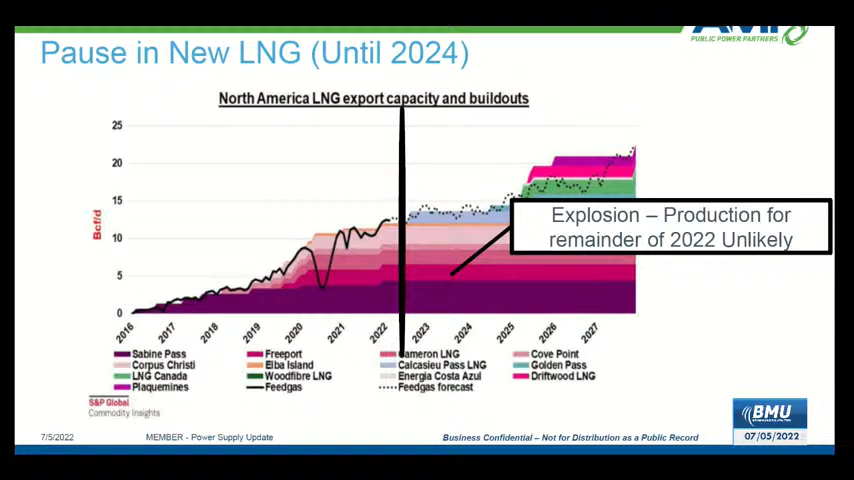 PUBLIC POWER PARTNERS
Pause in New LNG (Until 2024)
North America LNG export capacity and buildouts
25
20
15
10
5
0
Bcf/d
Explosion – Production for
remainder of 2022 Unlikely
2016 2017 2018 2019 2020 2021 2022 2023 2024 2025 2026 2027
Sabine Pass Freeport Cameron LNG Cove Point
Corpus Christi Elba Island Calcasieu Pass LNG Golden Pass
LNG Canada Woodfibre LNG Energia Costa Azul Driftwood LNG
Plaquemines Feedgas Feedgas forecast
S&P Global
Commodity Insights
7/5/2022 MEMBER - Power Supply Update Business Confidential – Not for Distribution as a Public Record
BMU
07/05/2022